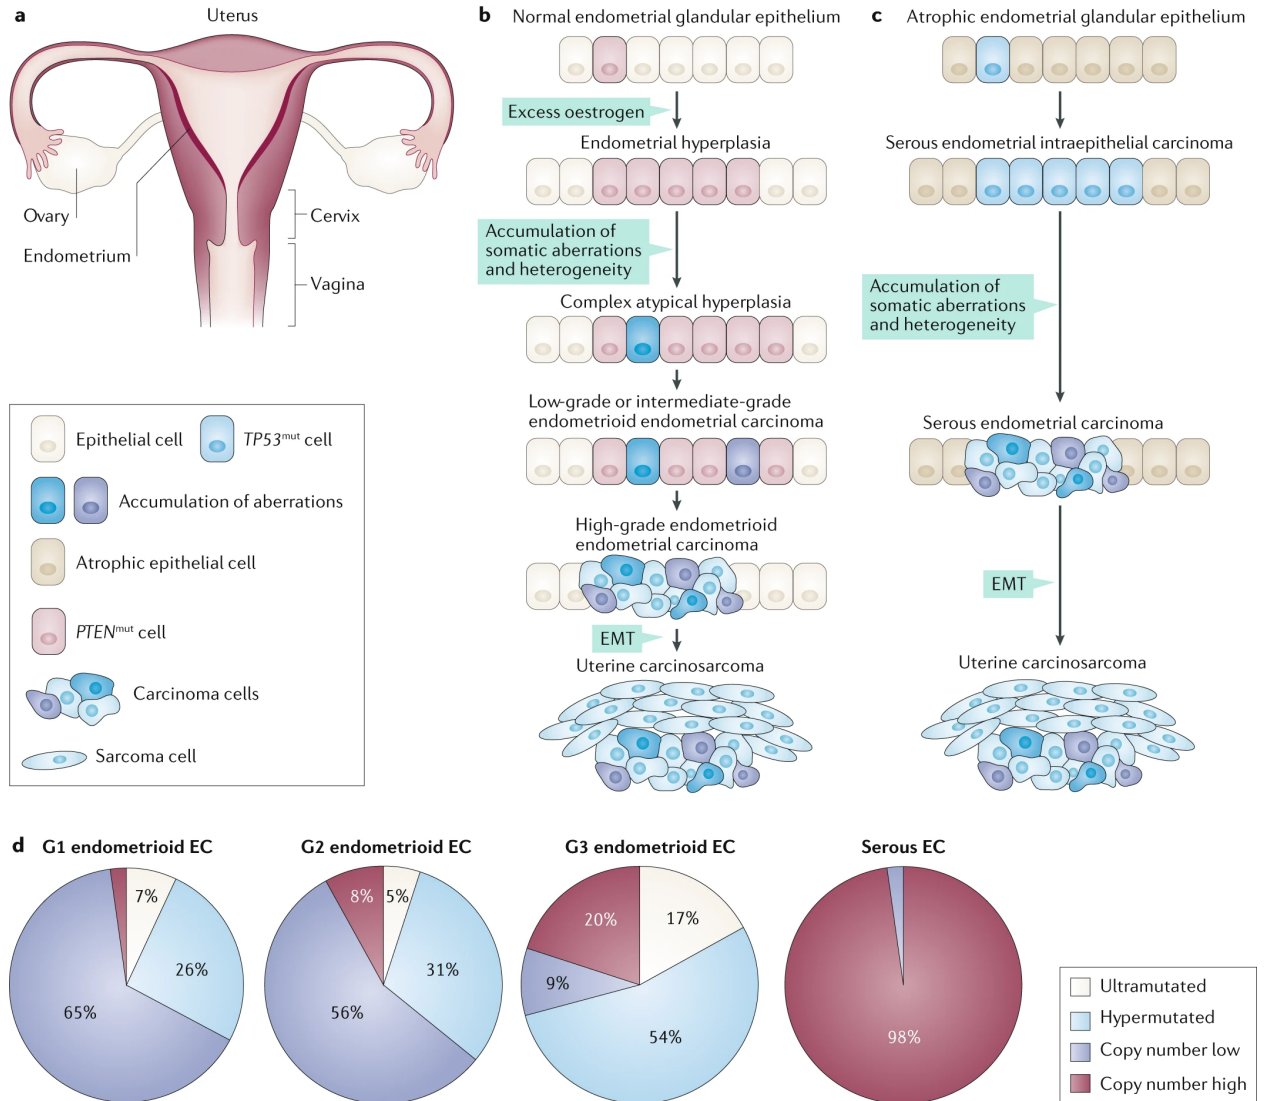 a
Uterus
Ovary
Endometrium
Cervix
Vagina
Epithelial cell
TP53mut cell
Accumulation of aberrations
Atrophic epithelial cell
PTENmut cell
Carcinoma cells
Sarcoma cell
b
Normal endometrial glandular epithelium
Excess oestrogen
Endometrial hyperplasia
Accumulation of
somatic aberrations
and heterogeneity
Complex atypical hyperplasia
Low-grade or intermediate-grade
endometrioid endometrial carcinoma
High-grade endometrioid
endometrial carcinoma
EMT
Uterine carcinosarcoma
c
Atrophic endometrial glandular epithelium
Serous endometrial intraepithelial carcinoma
Accumulation of
somatic aberrations
and heterogeneity
Serous endometrial carcinoma
EMT
Uterine carcinosarcoma
d
G1 endometrioid EC
7%
26%
65%
G2 endometrioid EC
8%
5%
31%
56%
G3 endometrioid EC
20%
17%
9%
54%
Serous EC
98%
Ultramutated
Hypermutated
Copy number low
Copy number high